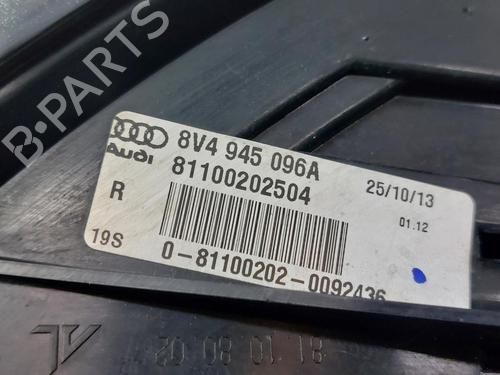 B-PARTS
Audi
8V4 945 096A
81100202504
25/10/13
R
01.12
19S
0-81100202-0092436
20 08 01 18